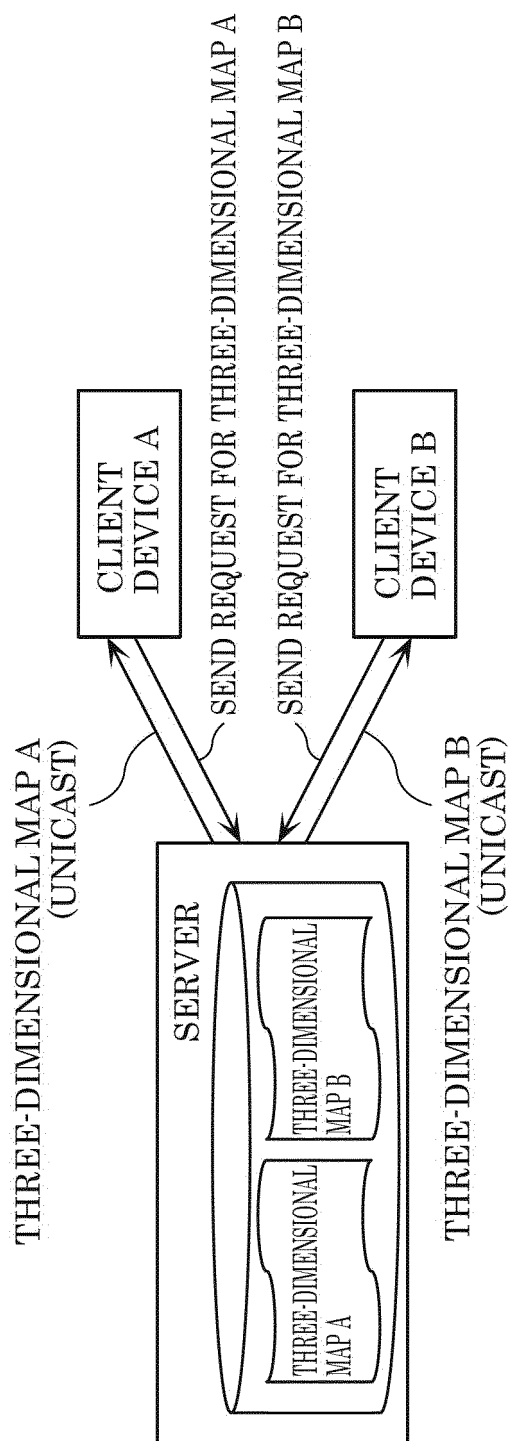 THREE-DIMENSIONAL MAP A
(UNICAST)
SERVER
THREE-DIMENSIONAL
MAP A
THREE-DIMENSIONAL
MAP B
CLIENT
DEVICE A
SEND REQUEST FOR THREE-DIMENSIONAL MAP A
SEND REQUEST FOR THREE-DIMENSIONAL MAP B
CLIENT
DEVICE B
THREE-DIMENSIONAL MAP B
(UNICAST)